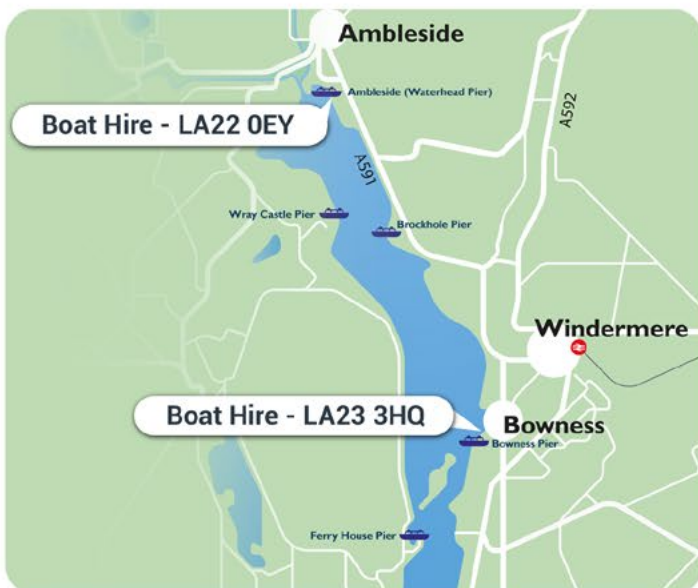 Ambleside
Ambleside (Waterhead Pier)
Boat Hire - LA22 0EY
A592
A591
Wray Castle Pier
Brockhole Pier
Windermere
Boat Hire - LA23 3HQ
Bowness
Bowness Pier
Ferry House Pier